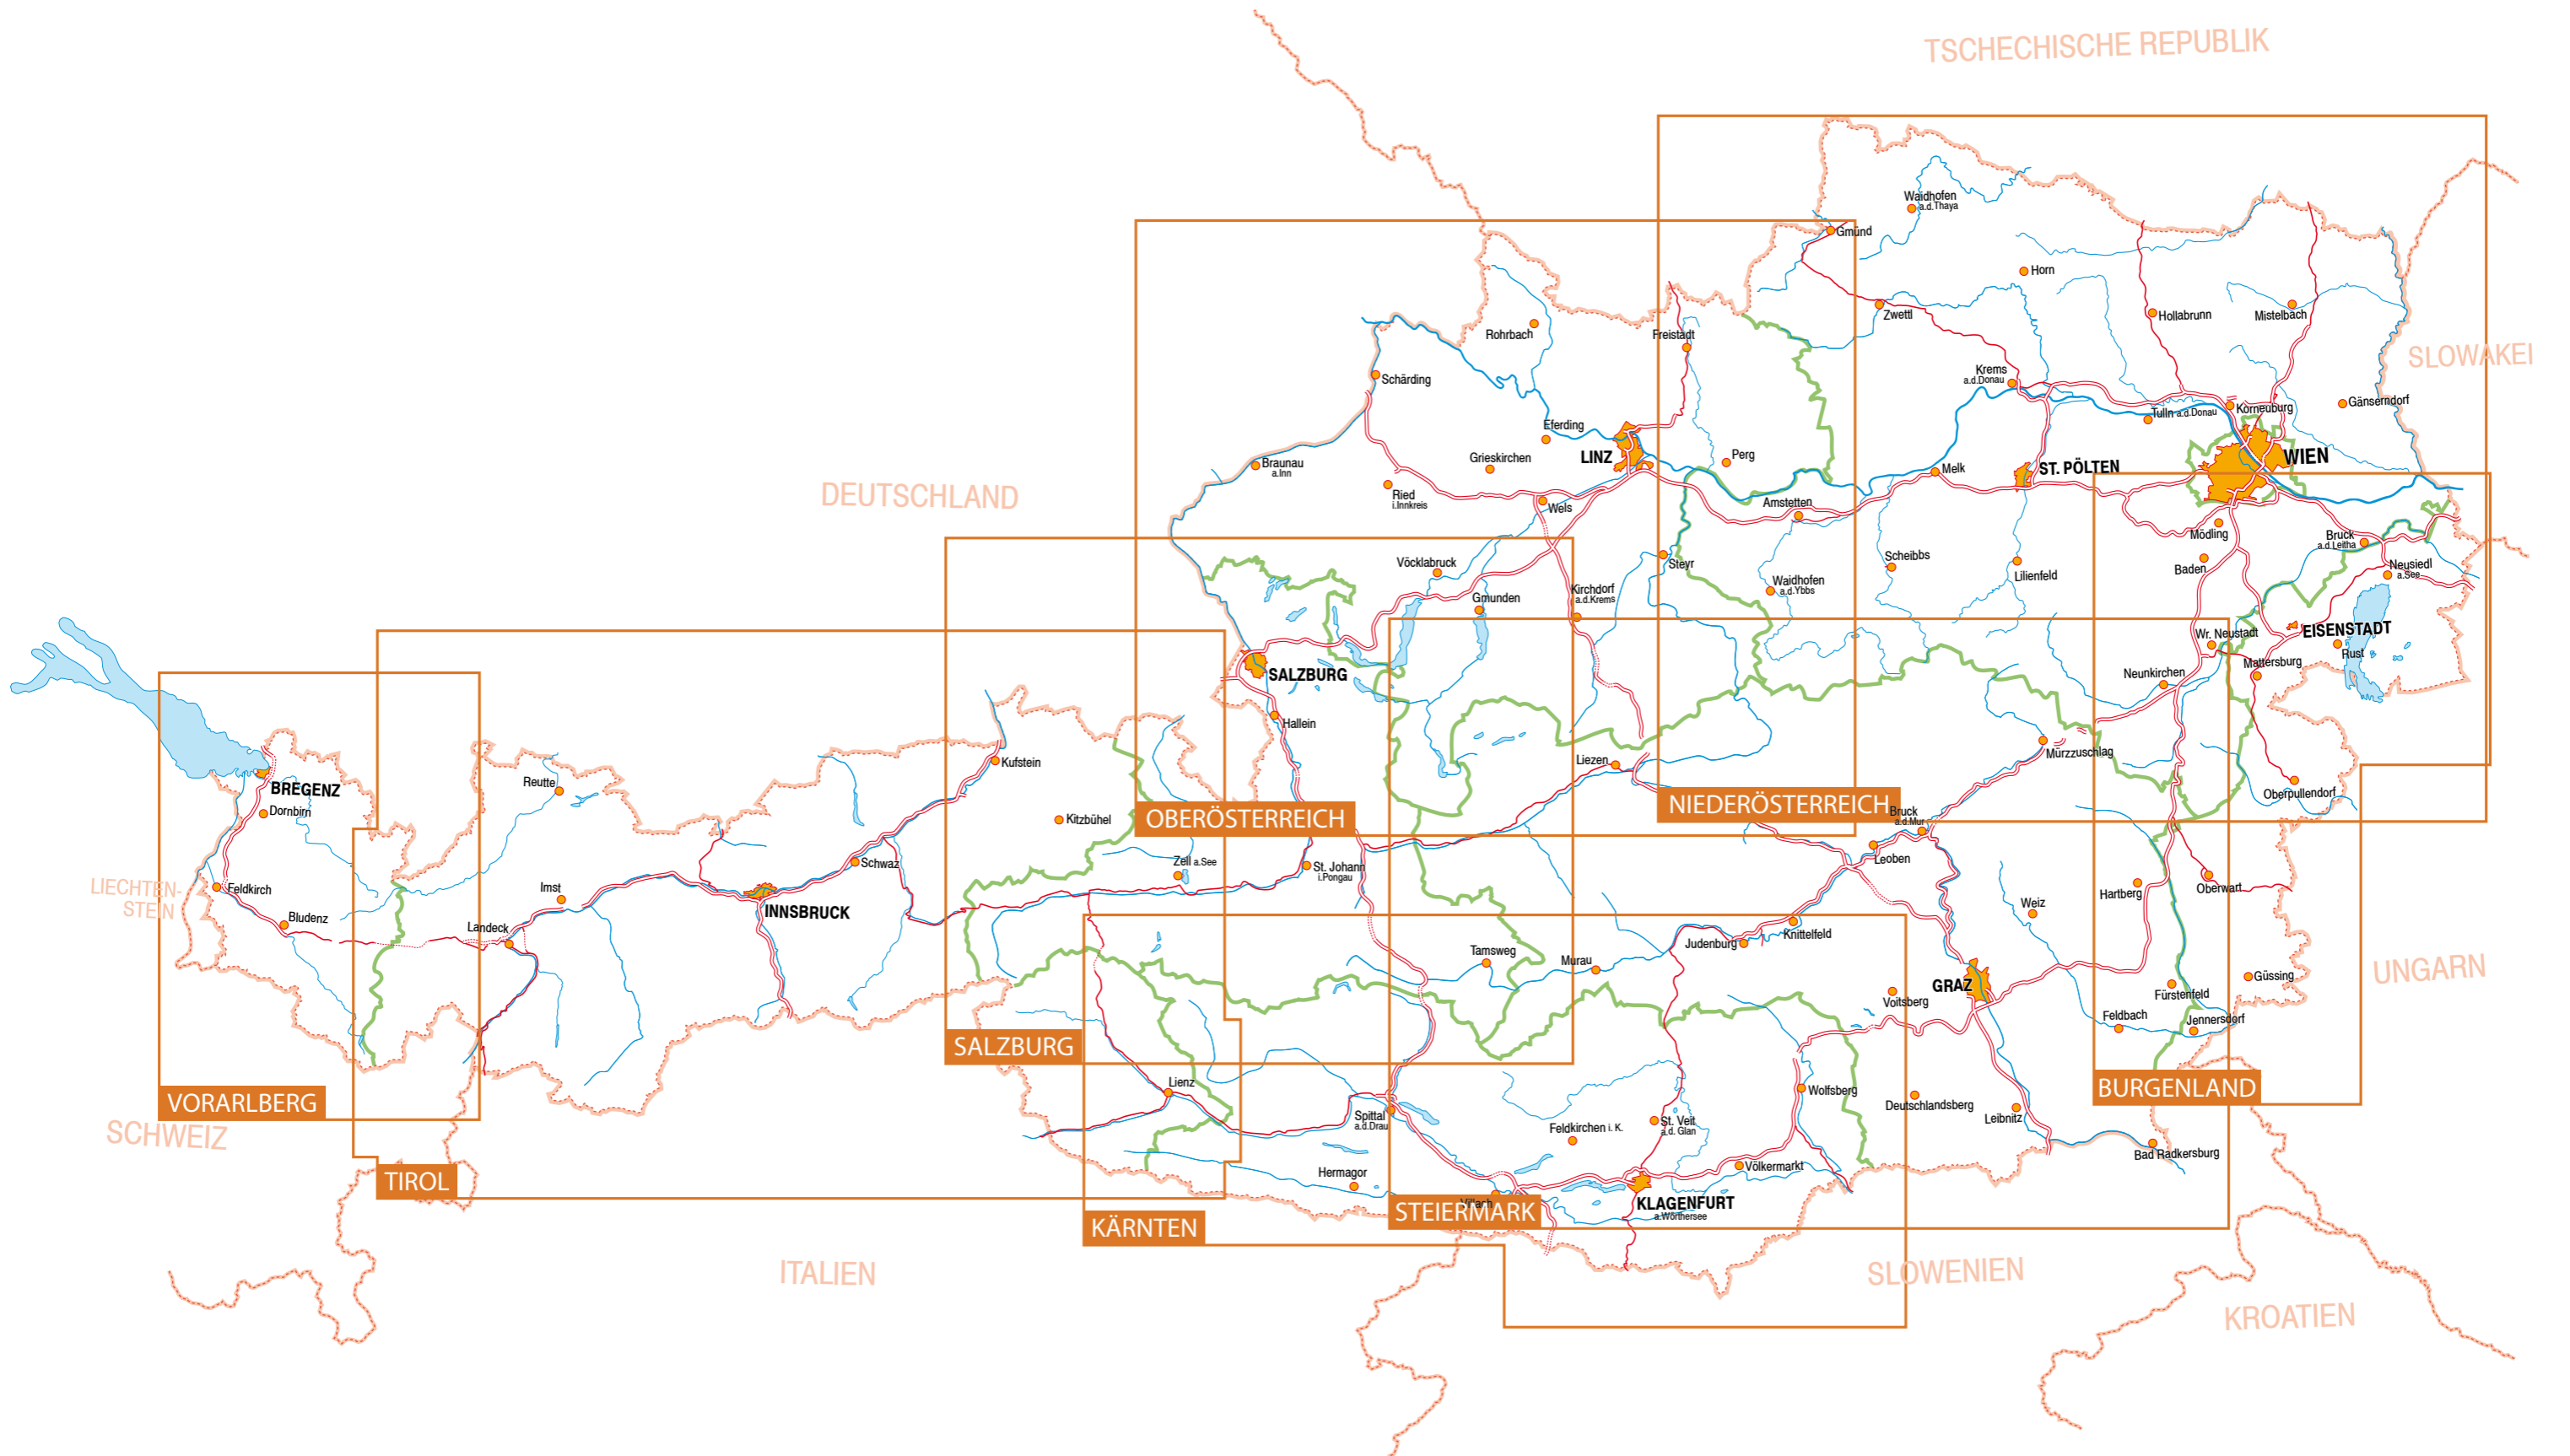 TSCHECHISCHE REPUBLIK
Waidhofen
a.d.Thaya
Gmünd
Horn
Zwettl
Hollabrunn
Mistelbach
Rohrbach
Freistadt
SLOWAKEI
Schärding
Krems
a.d.Donau
Tulln a.d.Donau
Korneuburg
Gänserndorf
Eferding
LINZ
Grieskirchen
Perg
Melk
ST. PÖLTEN
WIEN
Braunau
a.Inn
DEUTSCHLAND
Ried
i.Innkreis
Wels
Amstetten
Mödling
Bruck
a.d.Leitha
Vöcklabruck
Steyr
Scheibbs
Lilienfeld
Baden
Neusiedl
a.See
Waidhofen
a.d.Ybbs
Gmunden
Kirchdorf
a.d.Krems
Wr. Neustadt
EISENSTADT
Rust
SALZBURG
Neunkirchen
Mattersburg
Hallein
Mürzzuschlag
Liezen
Kufstein
BREGENZ
Reutte
Dornbirn
Kitzbühel
OBERÖSTERREICH
NIEDERÖSTERREICH
Oberpullendorf
Bruck
a.d.Mur
Leoben
Schwaz
Zell a.See
St. Johann
i.Pongau
LIECHTEN-
STEIN
Feldkirch
Imst
INNSBRUCK
Bludenz
Landeck
Hartberg
Oberwart
Weiz
Knittelfeld
Judenburg
Tamsweg
Murau
UNGARN
Güssing
GRAZ
Voitsberg
Fürstenfeld
Feldbach
Jennersdorf
SALZBURG
Lienz
VORARLBERG
SCHWEIZ
Wolfsberg
Deutschlandsberg
BURGENLAND
Spittal
a.d.Drau
Feldkirchen i. K.
St. Veit
a.d. Glan
Leibnitz
Bad Radkersburg
TIROL
Hermagor
Völkermarkt
Villach
STEIERMARK
KLAGENFURT
a.Wörthersee
KÄRNTEN
ITALIEN
SLOWENIEN
KROATIEN